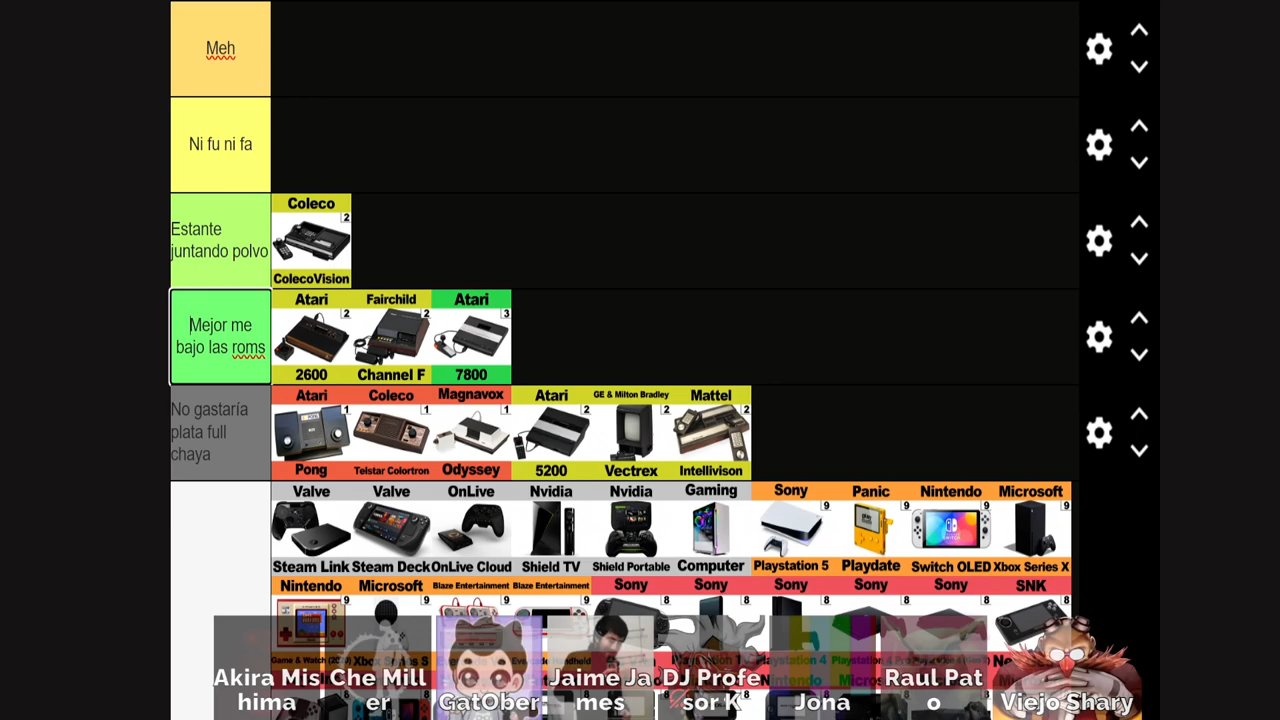 Meh
Ni fu ni fa
Estante
juntando polvo
Coleco
2
ColecoVision
Mejor me
bajo las roms
Atari Fairchild Atari
2 2 3
2600 Channel F 7800
No gastaría
plata full
chaya
Atari Coleco Magnavox Atari GE & Milton Bradley Mattel
1 1 1 2 2 2
Pong Telstar Colortron Odyssey 5200 Vectrex Intellivison
Valve Valve OnLive Nvidia Nvidia Gaming Sony Panic Nintendo Microsoft
9 9 9 9
Steam Link Steam Deck OnLive Cloud Shield TV Shield Portable Computer Playstation 5 Playdate Switch OLED Xbox Series X
Nintendo Microsoft Blaze Entertainment Blaze Entertainment Sony Sony Sony Sony Sony SNK
9 9 9 9 8 8 8 8 8 8
Xbox Series S
Playstation 4
Akira Mis
hima
Che Mill
er
GatOber
Jaime Ja
mes
DJ Profe
sor K
Jona
Raul Pat
o
Viejo Shary